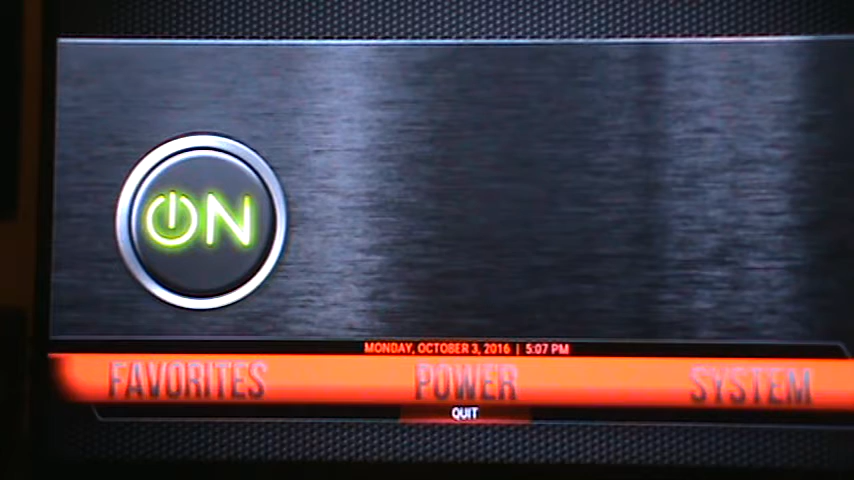 ON
MONDAY, OCTOBER 3, 2016 | 5:07 PM
FAVORITES POWER SYSTEM
QUIT